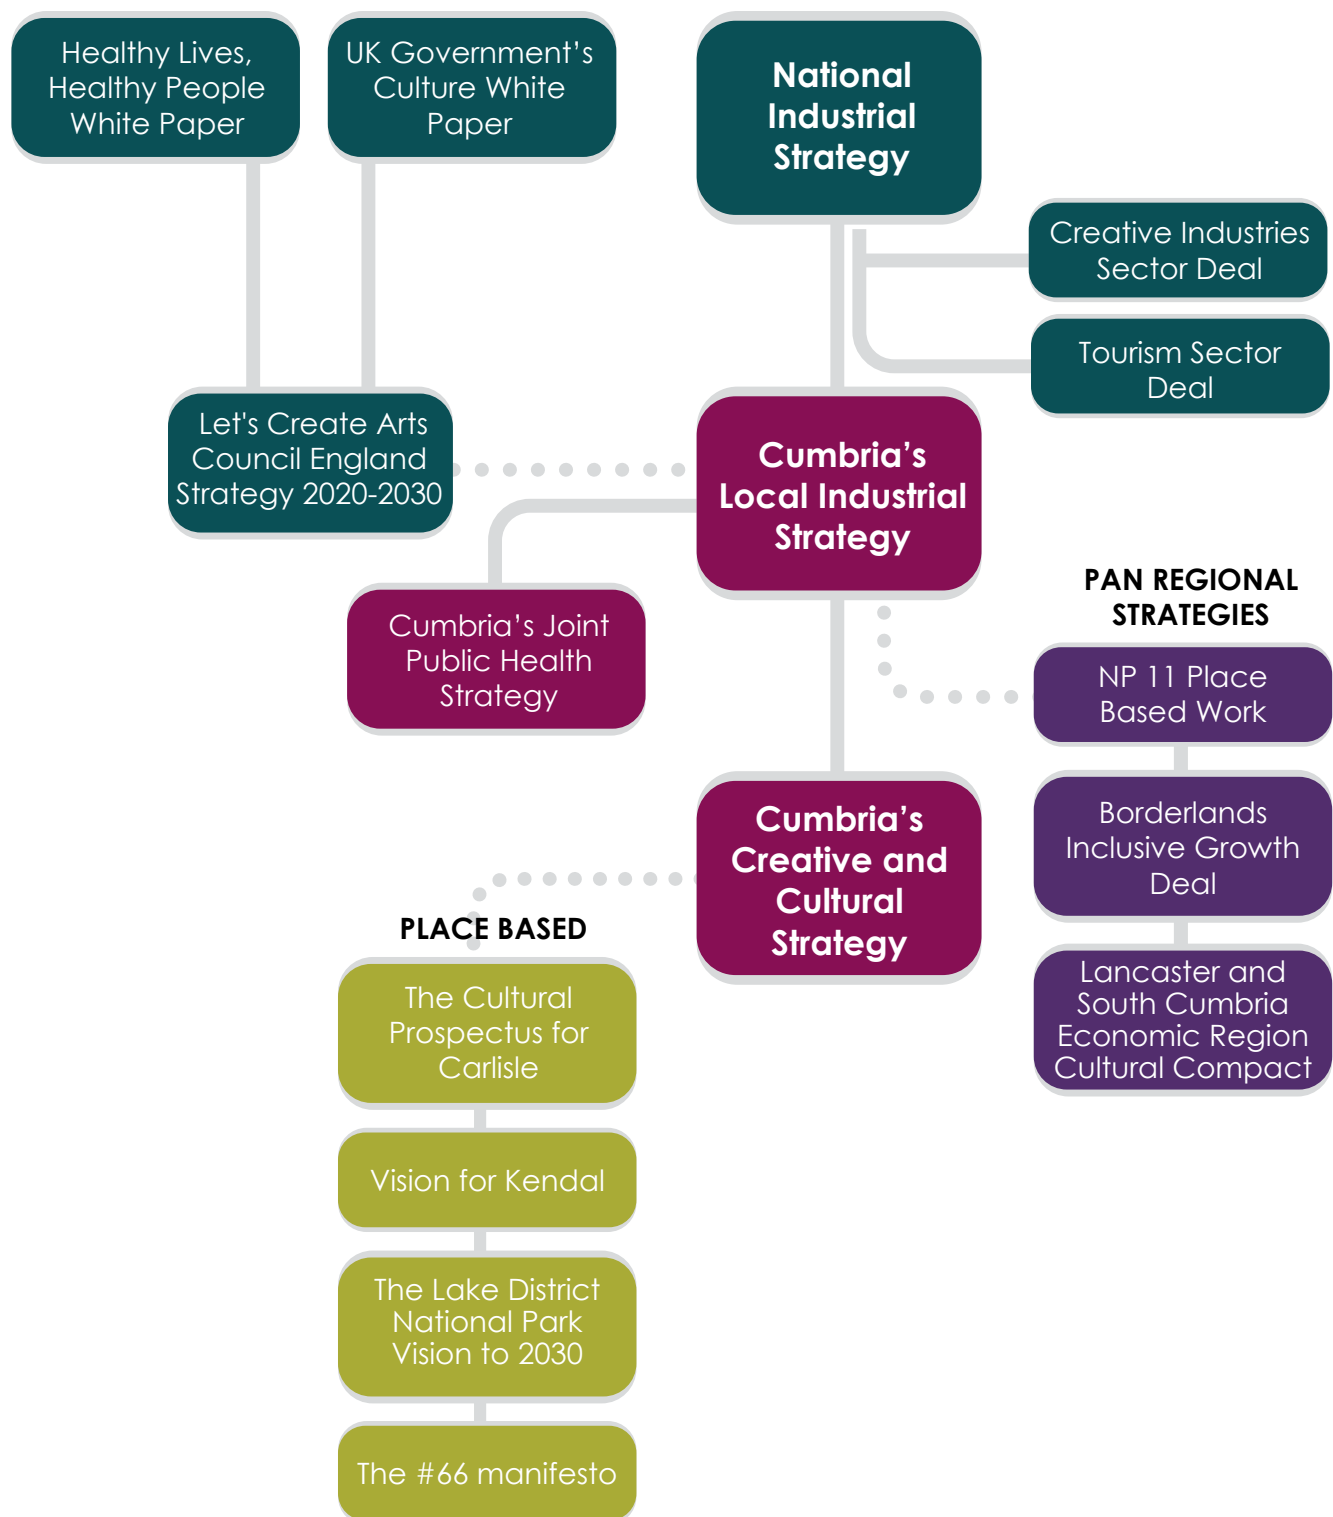 Healthy Lives,
Healthy People
White Paper
UK Government’s
Culture White
Paper
National
Industrial
Strategy
Creative Industries
Sector Deal
Tourism Sector
Deal
Let's Create Arts
Council England
Strategy 2020-2030
Cumbria’s
Local Industrial
Strategy
Cumbria’s Joint
Public Health
Strategy
PAN REGIONAL
STRATEGIES
NP 11 Place
Based Work
Borderlands
Inclusive Growth
Deal
Lancaster and
South Cumbria
Economic Region
Cultural Compact
Cumbria’s
Creative and
Cultural
Strategy
PLACE BASED
The Cultural
Prospectus for
Carlisle
Vision for Kendal
The Lake District
National Park
Vision to 2030
The #66 manifesto